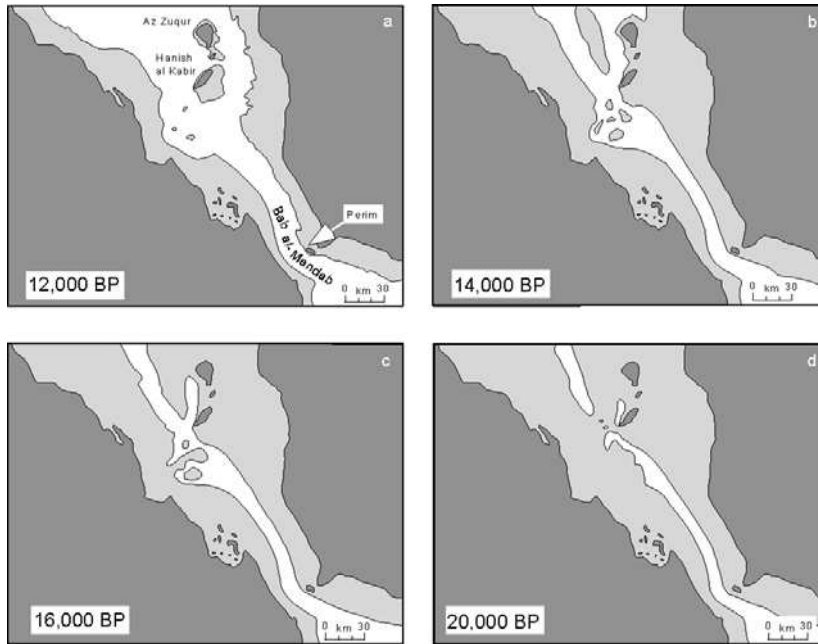 a
Az Zuqur
Hanish
al Kabir
Perim
Bab al-Mandab
12,000 BP
0 km 30
b
14,000 BP
0 km 30
c
16,000 BP
0 km 30
d
20,000 BP
0 km 30